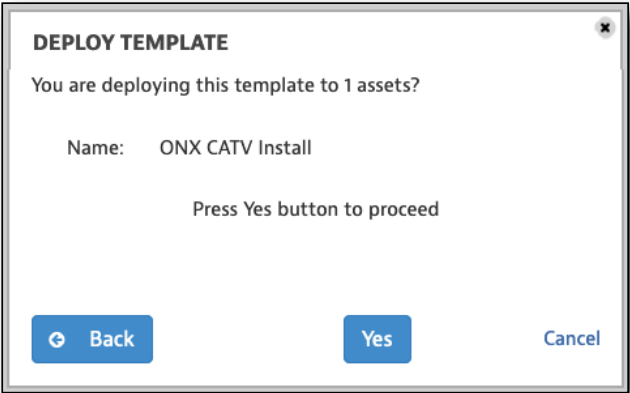 DEPLOY TEMPLATE
You are deploying this template to 1 assets?
Name: ONX CATV Install
Press Yes button to proceed
Back Yes Cancel